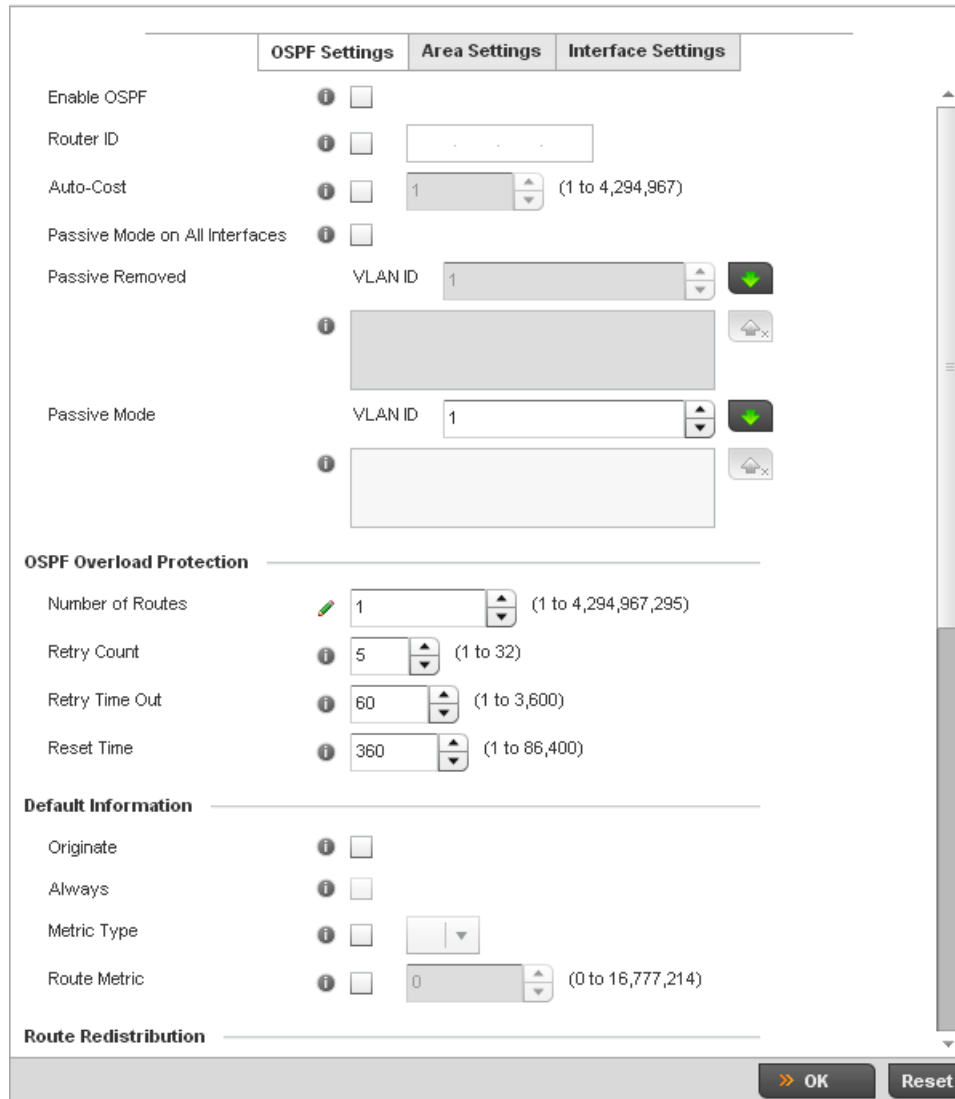 OSPF Settings Area Settings Interface Settings
Enable OSPF
Router ID . . .
Auto-Cost 1 (1 to 4,294,967)
Passive Mode on All Interfaces
Passive Removed VLAN ID 1
Passive Mode VLAN ID 1
OSPF Overload Protection
Number of Routes 1 (1 to 4,294,967,295)
Retry Count 5 (1 to 32)
Retry Time Out 60 (1 to 3,600)
Reset Time 360 (1 to 86,400)
Default Information
Originate
Always
Metric Type
Route Metric 0 (0 to 16,777,214)
Route Redistribution
» OK Reset